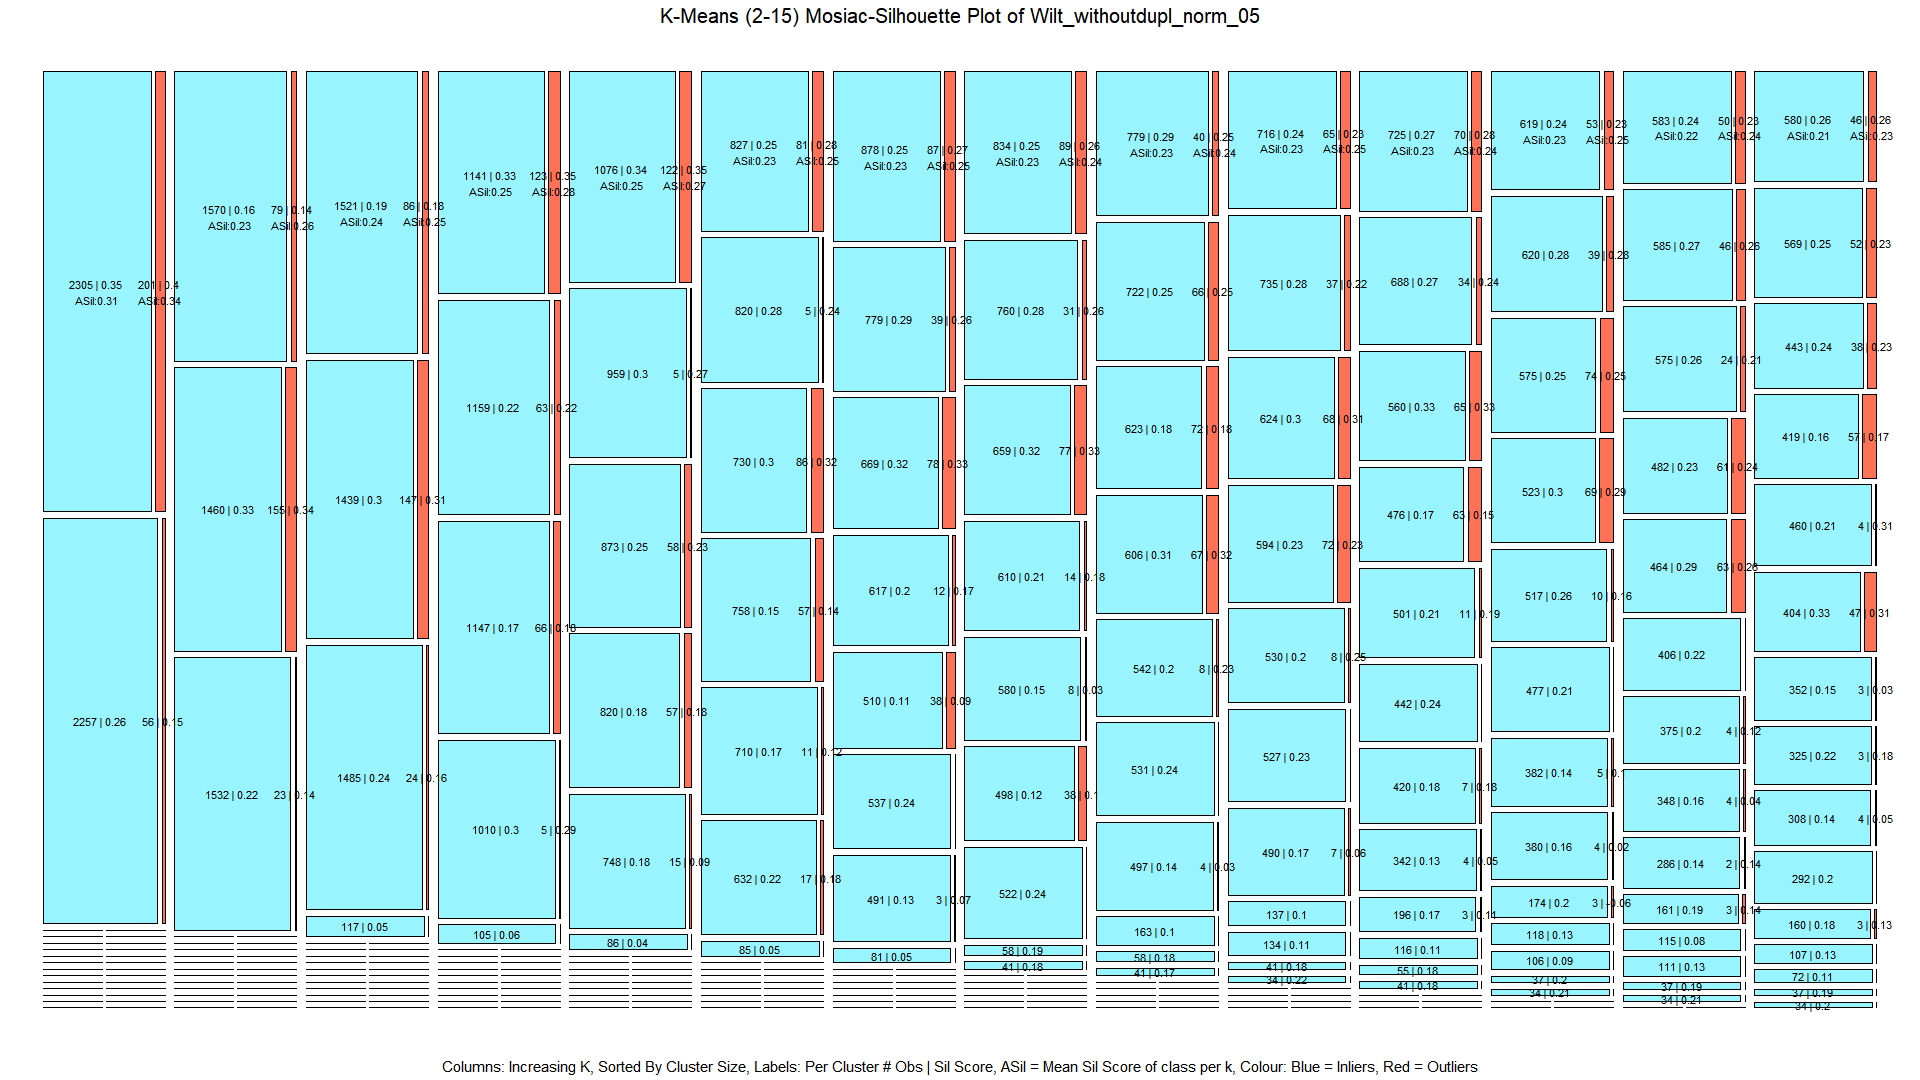 K-Means (2-15) Mosiac-Silhouette Plot of Wilt_withoutdupl_norm_05
2305 | 0.35 201 | 0.4
ASil:0.31 ASil:0.34
2257 | 0.26 56 | 0.15
1570 | 0.16 79 | 0.14
ASil:0.23 ASil:0.26
1460 | 0.33 155 | 0.34
1532 | 0.22 23 | 0.14
1521 | 0.19 86 | 0.18
ASil:0.24 ASil:0.25
1439 | 0.3 147 | 0.31
1485 | 0.24 24 | 0.16
117 | 0.05
1141 | 0.33 123 | 0.35
ASil:0.25 ASil:0.28
1159 | 0.22 63 | 0.22
1147 | 0.17 66 | 0.18
1010 | 0.3 5 | 0.29
105 | 0.06
1076 | 0.34 122 | 0.35
ASil:0.25 ASil:0.27
959 | 0.3 5 | 0.27
873 | 0.25 58 | 0.23
820 | 0.18 57 | 0.18
748 | 0.18 15 | 0.09
86 | 0.04
827 | 0.25 81 | 0.28
ASil:0.23 ASil:0.25
820 | 0.28 5 | 0.24
730 | 0.3 86 | 0.32
758 | 0.15 57 | 0.14
710 | 0.17 11 | 0.12
632 | 0.22 17 | 0.18
85 | 0.05
878 | 0.25 87 | 0.27
ASil:0.23 ASil:0.25
779 | 0.29 39 | 0.26
669 | 0.32 78 | 0.33
617 | 0.2 12 | 0.17
510 | 0.11 38 | 0.09
537 | 0.24
491 | 0.13 3 | 0.07
81 | 0.05
834 | 0.25 89 | 0.26
ASil:0.23 ASil:0.24
760 | 0.28 31 | 0.26
659 | 0.32 77 | 0.33
610 | 0.21 14 | 0.18
580 | 0.15 8 | 0.03
498 | 0.12 38 | 0.1
522 | 0.24
58 | 0.19
41 | 0.18
779 | 0.29 40 | 0.25
ASil:0.23 ASil:0.24
722 | 0.25 66 | 0.25
623 | 0.18 72 | 0.18
606 | 0.31 67 | 0.32
542 | 0.2 8 | 0.23
531 | 0.24
497 | 0.14 4 | 0.03
163 | 0.1
58 | 0.18
41 | 0.17
716 | 0.24 65 | 0.23
ASil:0.23 ASil:0.25
735 | 0.28 37 | 0.22
624 | 0.3 68 | 0.31
594 | 0.23 72 | 0.23
530 | 0.2 8 | 0.25
527 | 0.23
490 | 0.17 7 | 0.06
137 | 0.1
134 | 0.11
41 | 0.18
34 | 0.22
725 | 0.27 70 | 0.28
ASil:0.23 ASil:0.24
688 | 0.27 34 | 0.24
560 | 0.33 65 | 0.33
476 | 0.17 63 | 0.15
501 | 0.21 11 | 0.19
442 | 0.24
420 | 0.18 7 | 0.18
342 | 0.13 4 | 0.05
196 | 0.17 3 | 0.11
116 | 0.11
55 | 0.18
41 | 0.18
619 | 0.24 53 | 0.23
ASil:0.23 ASil:0.25
620 | 0.28 39 | 0.28
575 | 0.25 74 | 0.25
523 | 0.3 69 | 0.29
517 | 0.26 10 | 0.16
477 | 0.21
382 | 0.14 5 | 0.1
380 | 0.16 4 | 0.02
174 | 0.2 3 | -0.06
118 | 0.13
106 | 0.09
37 | 0.2
34 | 0.21
583 | 0.24 50 | 0.23
ASil:0.22 ASil:0.24
585 | 0.27 46 | 0.26
575 | 0.26 24 | 0.21
482 | 0.23 61 | 0.24
464 | 0.29 63 | 0.26
406 | 0.22
375 | 0.2 4 | 0.12
348 | 0.16 4 | 0.04
286 | 0.14 2 | 0.14
161 | 0.19 3 | 0.14
115 | 0.08
111 | 0.13
37 | 0.19
34 | 0.21
580 | 0.26 46 | 0.26
ASil:0.21 ASil:0.23
569 | 0.25 52 | 0.23
443 | 0.24 38 | 0.23
419 | 0.16 57 | 0.17
460 | 0.21 4 | 0.31
404 | 0.33 47 | 0.31
352 | 0.15 3 | 0.03
325 | 0.22 3 | 0.18
308 | 0.14 4 | 0.05
292 | 0.2
160 | 0.18 3 | 0.13
107 | 0.13
72 | 0.11
37 | 0.19
34 | 0.2
Columns: Increasing K, Sorted By Cluster Size, Labels: Per Cluster # Obs | Sil Score, ASil = Mean Sil Score of class per k, Colour: Blue = Inliers, Red = Outliers